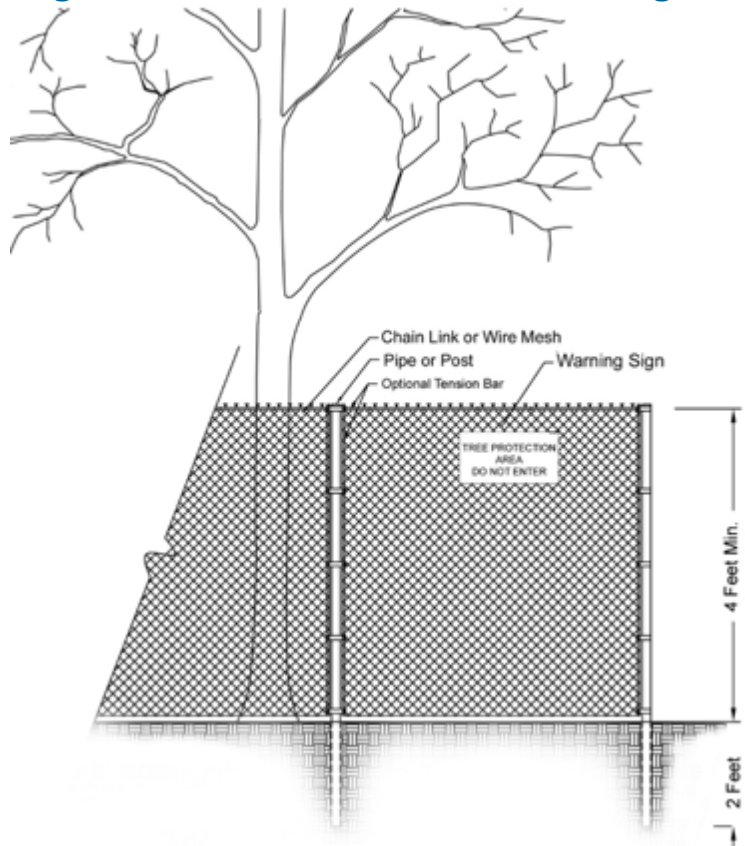 Chain Link or Wire Mesh
Pipe or Post
Warning Sign
Optional Tension Bar
TREE PROTECTION
AREA
DO NOT ENTER
4 Feet Min.
2 Feet